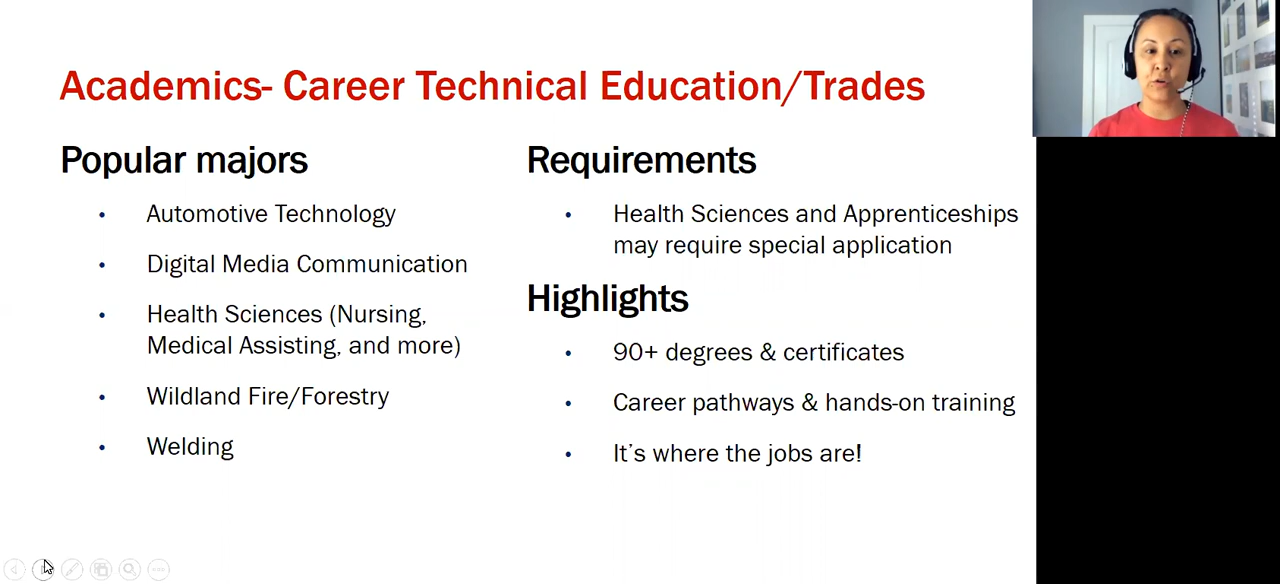 Academics- Career Technical Education/Trades
Popular majors
• Automotive Technology
• Digital Media Communication
• Health Sciences (Nursing,
Medical Assisting, and more)
• Wildland Fire/Forestry
• Welding
Requirements
• Health Sciences and Apprenticeships
may require special application
Highlights
• 90+ degrees & certificates
• Career pathways & hands-on training
• It's where the jobs are!